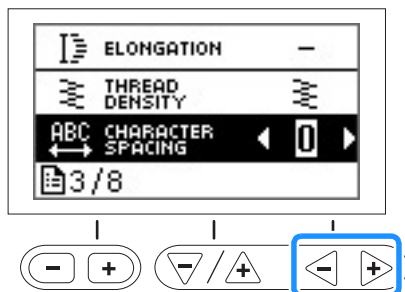 ELONGATION –
THREAD
DENSITY
ABC CHARACTER
SPACING 0
3/8
– +
–/+
– +